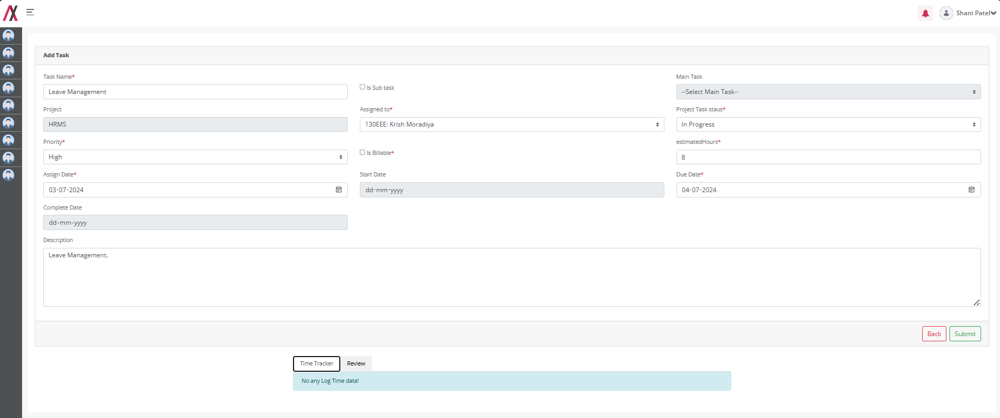 Shani Patel
Add Task
Task Name*
Leave Management
Is Sub task
Main Task
--Select Main Task--
Project
HRMS
Assigned to*
130EEE: Krish Moradiya
Project Task staus*
In Progress
Priority*
High
Is Billable*
estimatedHours*
8
Assign Date*
03-07-2024
Start Date
dd-mm-yyyy
Due Date*
04-07-2024
Complete Date
dd-mm-yyyy
Description
Leave Management.
Back
Submit
Time Tracker
Review
No any Log Time data!